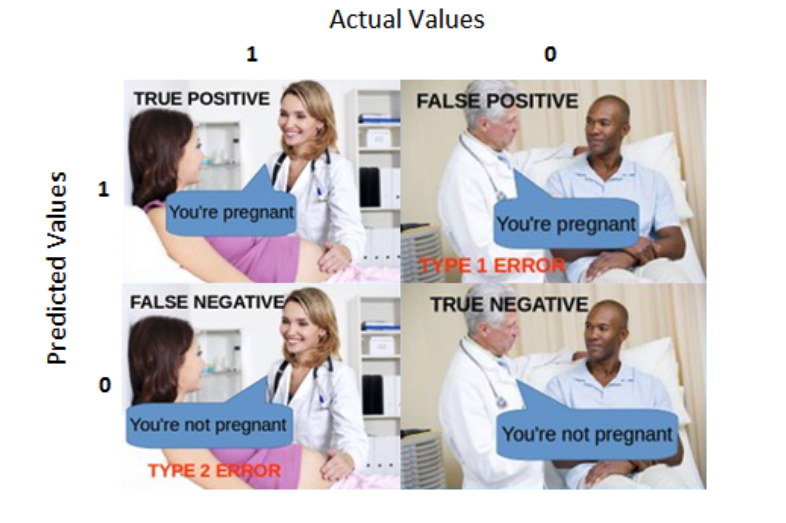 Actual Values
1
0
TRUE POSITIVE
FALSE POSITIVE
Predicted Values
1
You're pregnant
You're pregnant
TYPE 1 ERROR
FALSE NEGATIVE
TRUE NEGATIVE
0
You're not pregnant
You're not pregnant
TYPE 2 ERROR